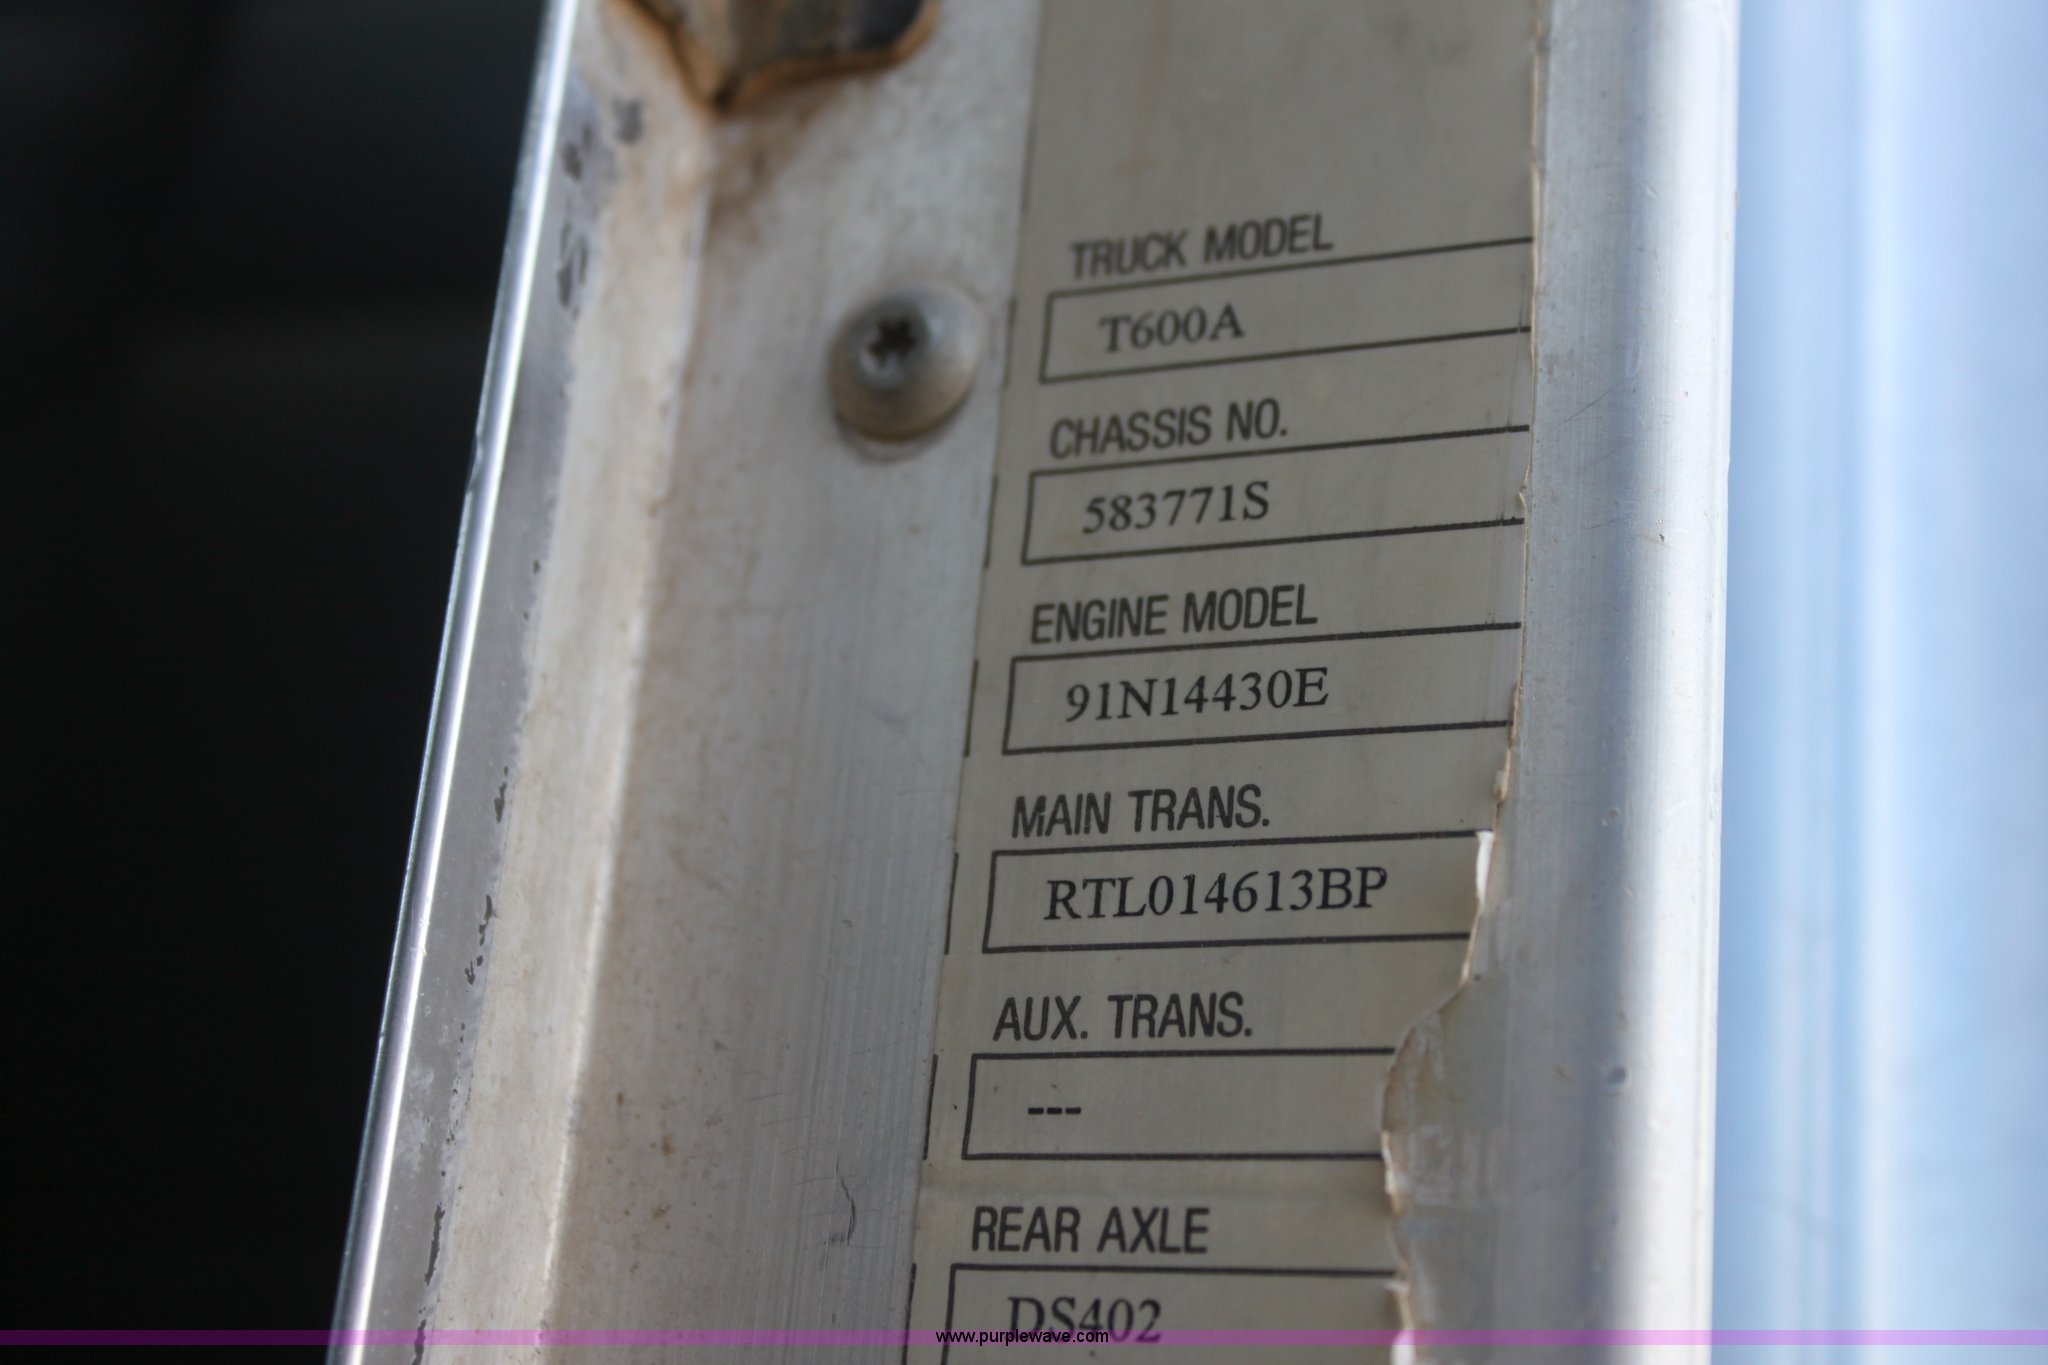 TRUCK MODEL
T600A
CHASSIS NO.
583771S
ENGINE MODEL
91N14430E
MAIN TRANS.
RTL014613BP
AUX. TRANS.
---
REAR AXLE
DS402
www.purplewave.com